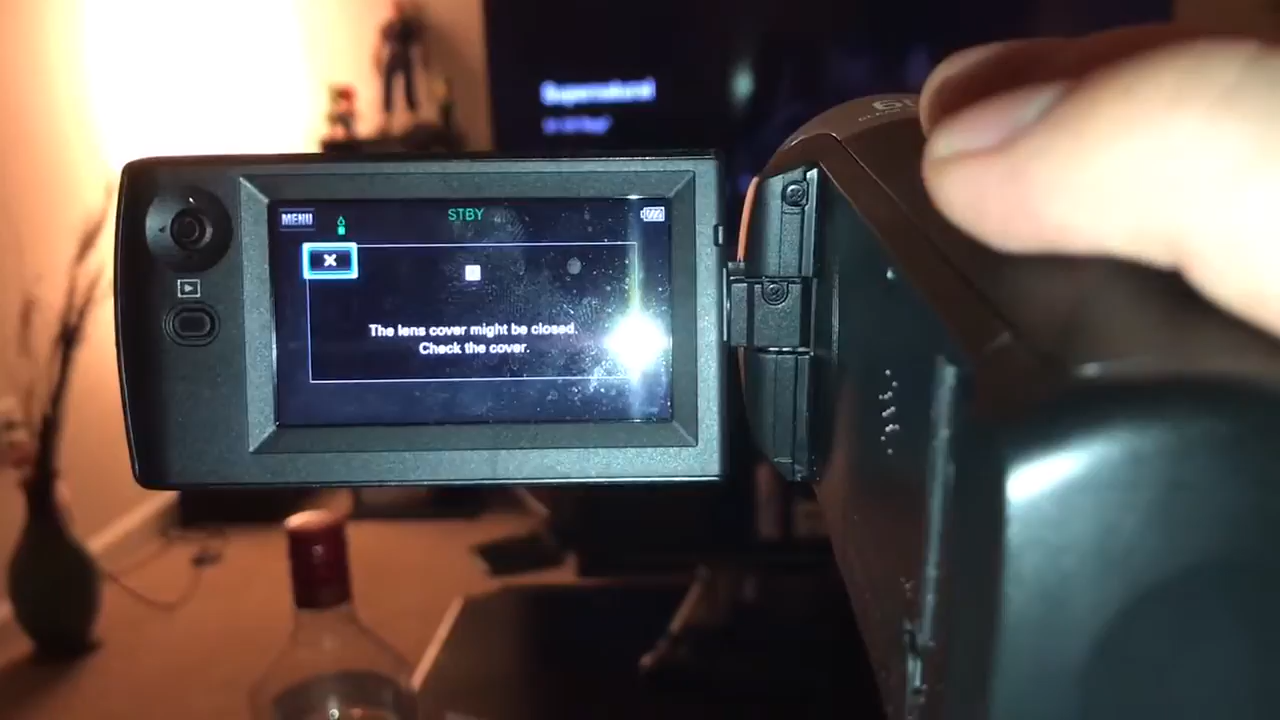 Supernatural
MENU
STBY
The lens cover might be closed.
Check the cover.